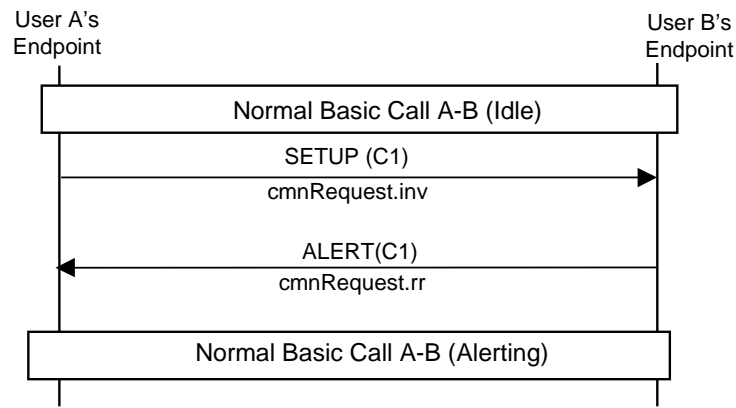 User A's
Endpoint
User B's
Endpoint
Normal Basic Call A-B (Idle)
SETUP (C1)
cmnRequest.inv
ALERT(C1)
cmnRequest.rr
Normal Basic Call A-B (Alerting)